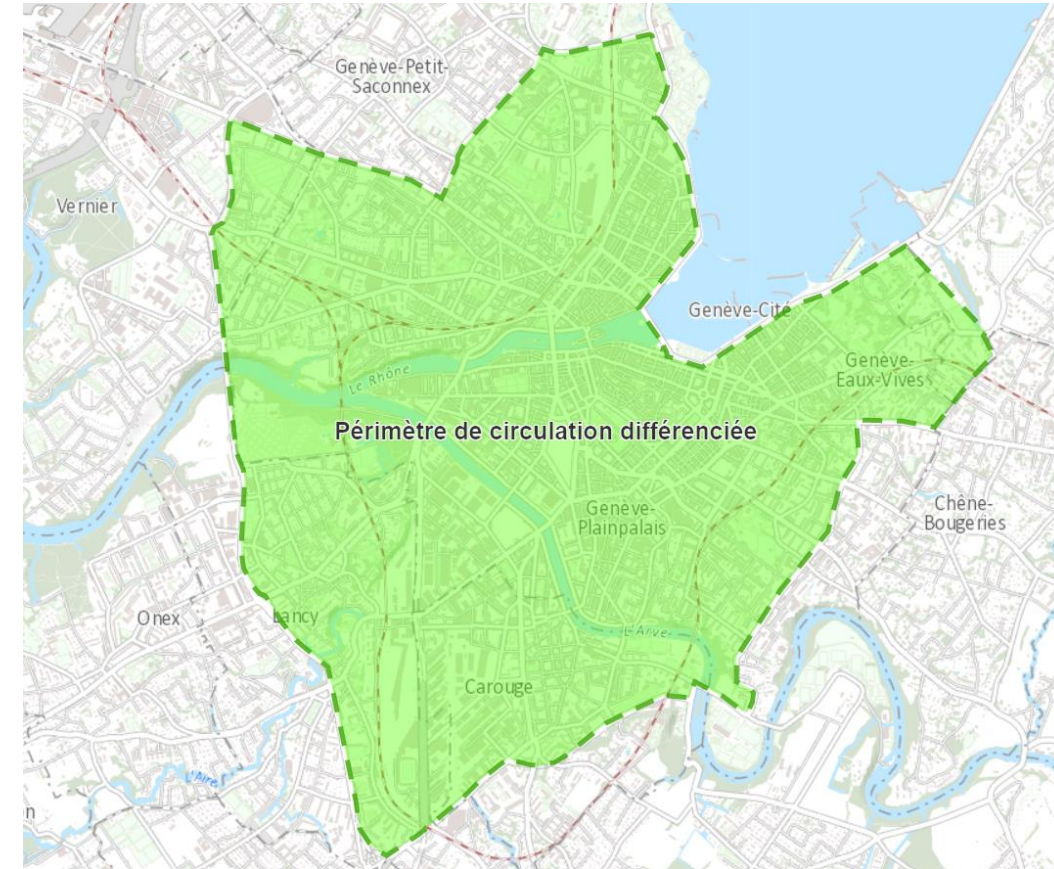 Genève-Petit-
Saconnex
Vernier
Genève-Cité
Le Rhône
Genève-
Eaux-Vives
Périmètre de circulation différenciée
Genève-
Plainpalais
Chêne-
Bougeries
Onex
Lancy
L'Arve
Carouge
L'Aire
n